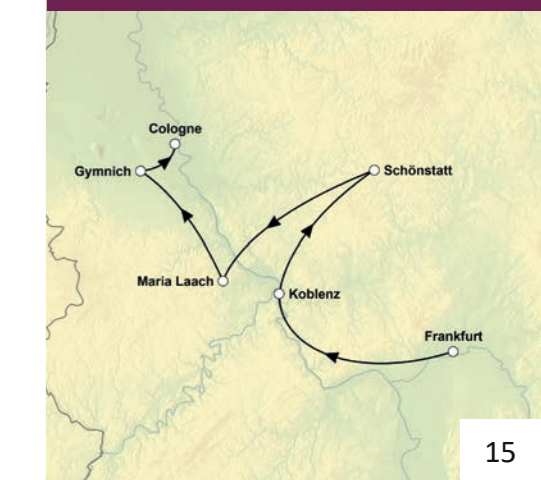 Cologne
Gymnich
Schönstatt
Maria Laach
Koblenz
Frankfurt
15